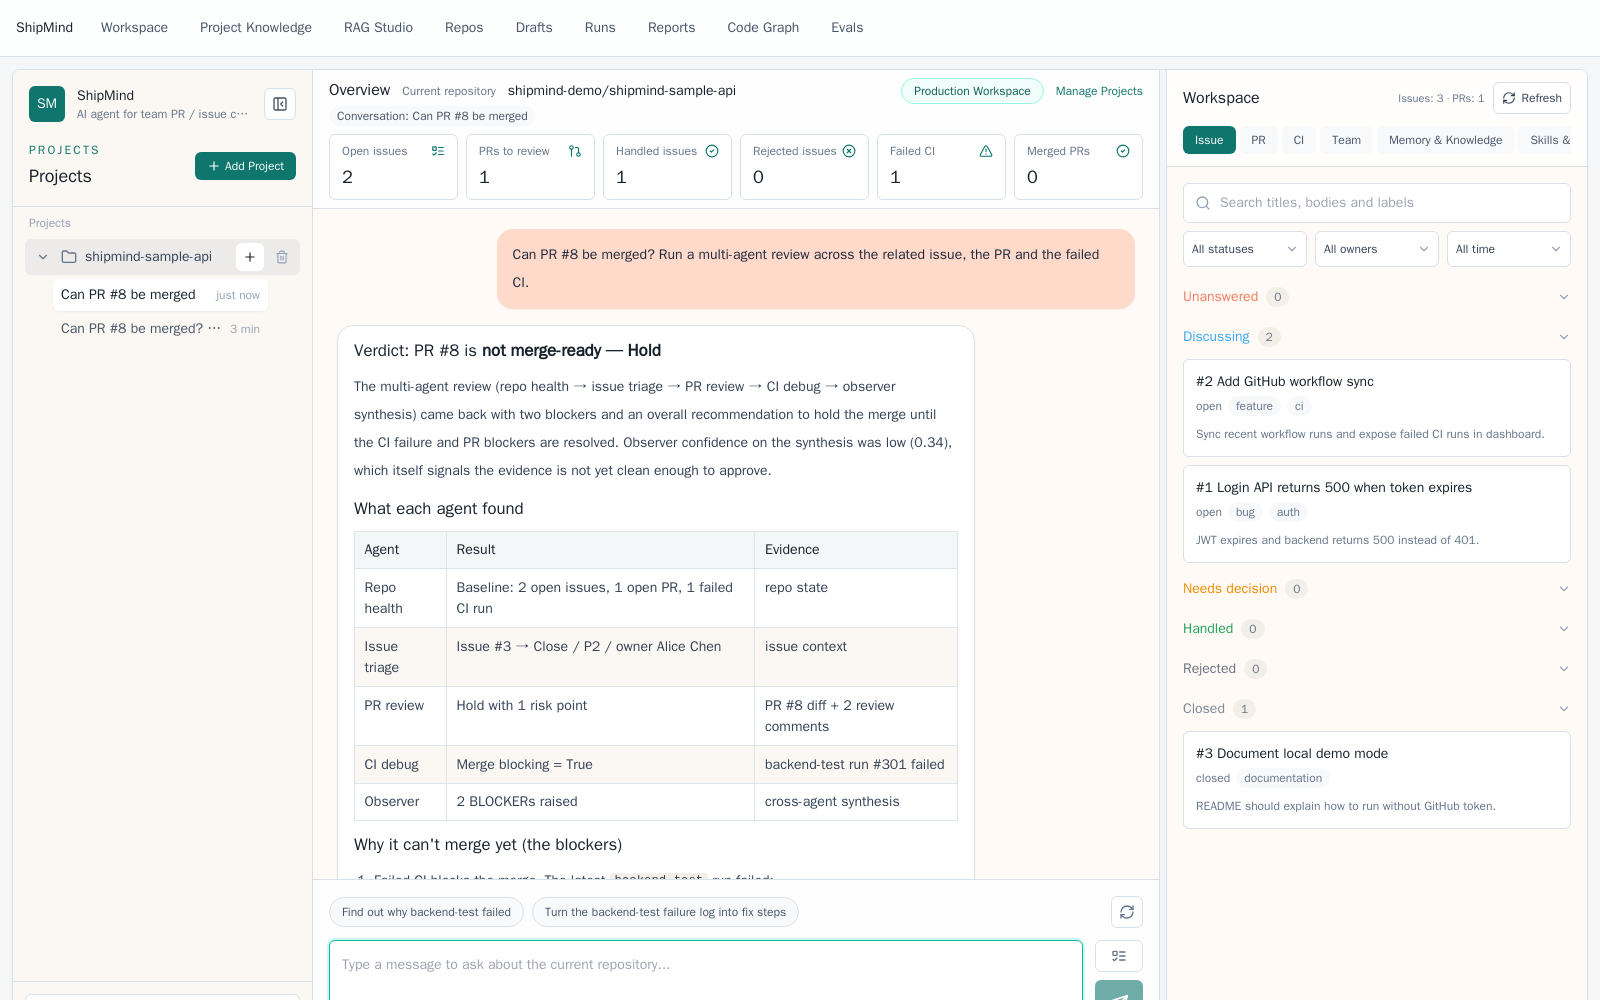 ShipMind
Workspace
Project Knowledge
RAG Studio
Repos
Drafts
Runs
Reports
Code Graph
Evals
SM
ShipMind
AI agent for team PR / issue c···
PROJECTS
Projects
+ Add Project
Projects
shipmind-sample-api
Can PR #8 be merged
just now
Can PR #8 be merged? ···
3 min
Overview
Current repository
shipmind-demo/shipmind-sample-api
Production Workspace
Manage Projects
Conversation: Can PR #8 be merged
Open issues
2
PRs to review
1
Handled issues
1
Rejected issues
0
Failed CI
1
Merged PRs
0
Can PR #8 be merged? Run a multi-agent review across the related issue, the PR and the failed
CI.
Verdict: PR #8 is not merge-ready — Hold
The multi-agent review (repo health → issue triage → PR review → CI debug → observer
synthesis) came back with two blockers and an overall recommendation to hold the merge until
the CI failure and PR blockers are resolved. Observer confidence on the synthesis was low (0.34),
which itself signals the evidence is not yet clean enough to approve.
What each agent found
Agent
Result
Evidence
Repo
health
Baseline: 2 open issues, 1 open PR, 1 failed
CI run
repo state
Issue
triage
Issue #3 → Close / P2 / owner Alice Chen
issue context
PR review
Hold with 1 risk point
PR #8 diff + 2 review
comments
CI debug
Merge blocking = True
backend-test run #301 failed
Observer
2 BLOCKERs raised
cross-agent synthesis
Why it can't merge yet (the blockers)
1. Failed CI blocks the merge. The latest backend-test run failed:
Find out why backend-test failed
Turn the backend-test failure log into fix steps
Type a message to ask about the current repository...
Workspace
Issues: 3 · PRs: 1
Refresh
Issue
PR
CI
Team
Memory & Knowledge
Skills &
Search titles, bodies and labels
All statuses
All owners
All time
Unanswered 0
Discussing 2
#2 Add GitHub workflow sync
open feature ci
Sync recent workflow runs and expose failed CI runs in dashboard.
#1 Login API returns 500 when token expires
open bug auth
JWT expires and backend returns 500 instead of 401.
Needs decision 0
Handled 0
Rejected 0
Closed 1
#3 Document local demo mode
closed documentation
README should explain how to run without GitHub token.